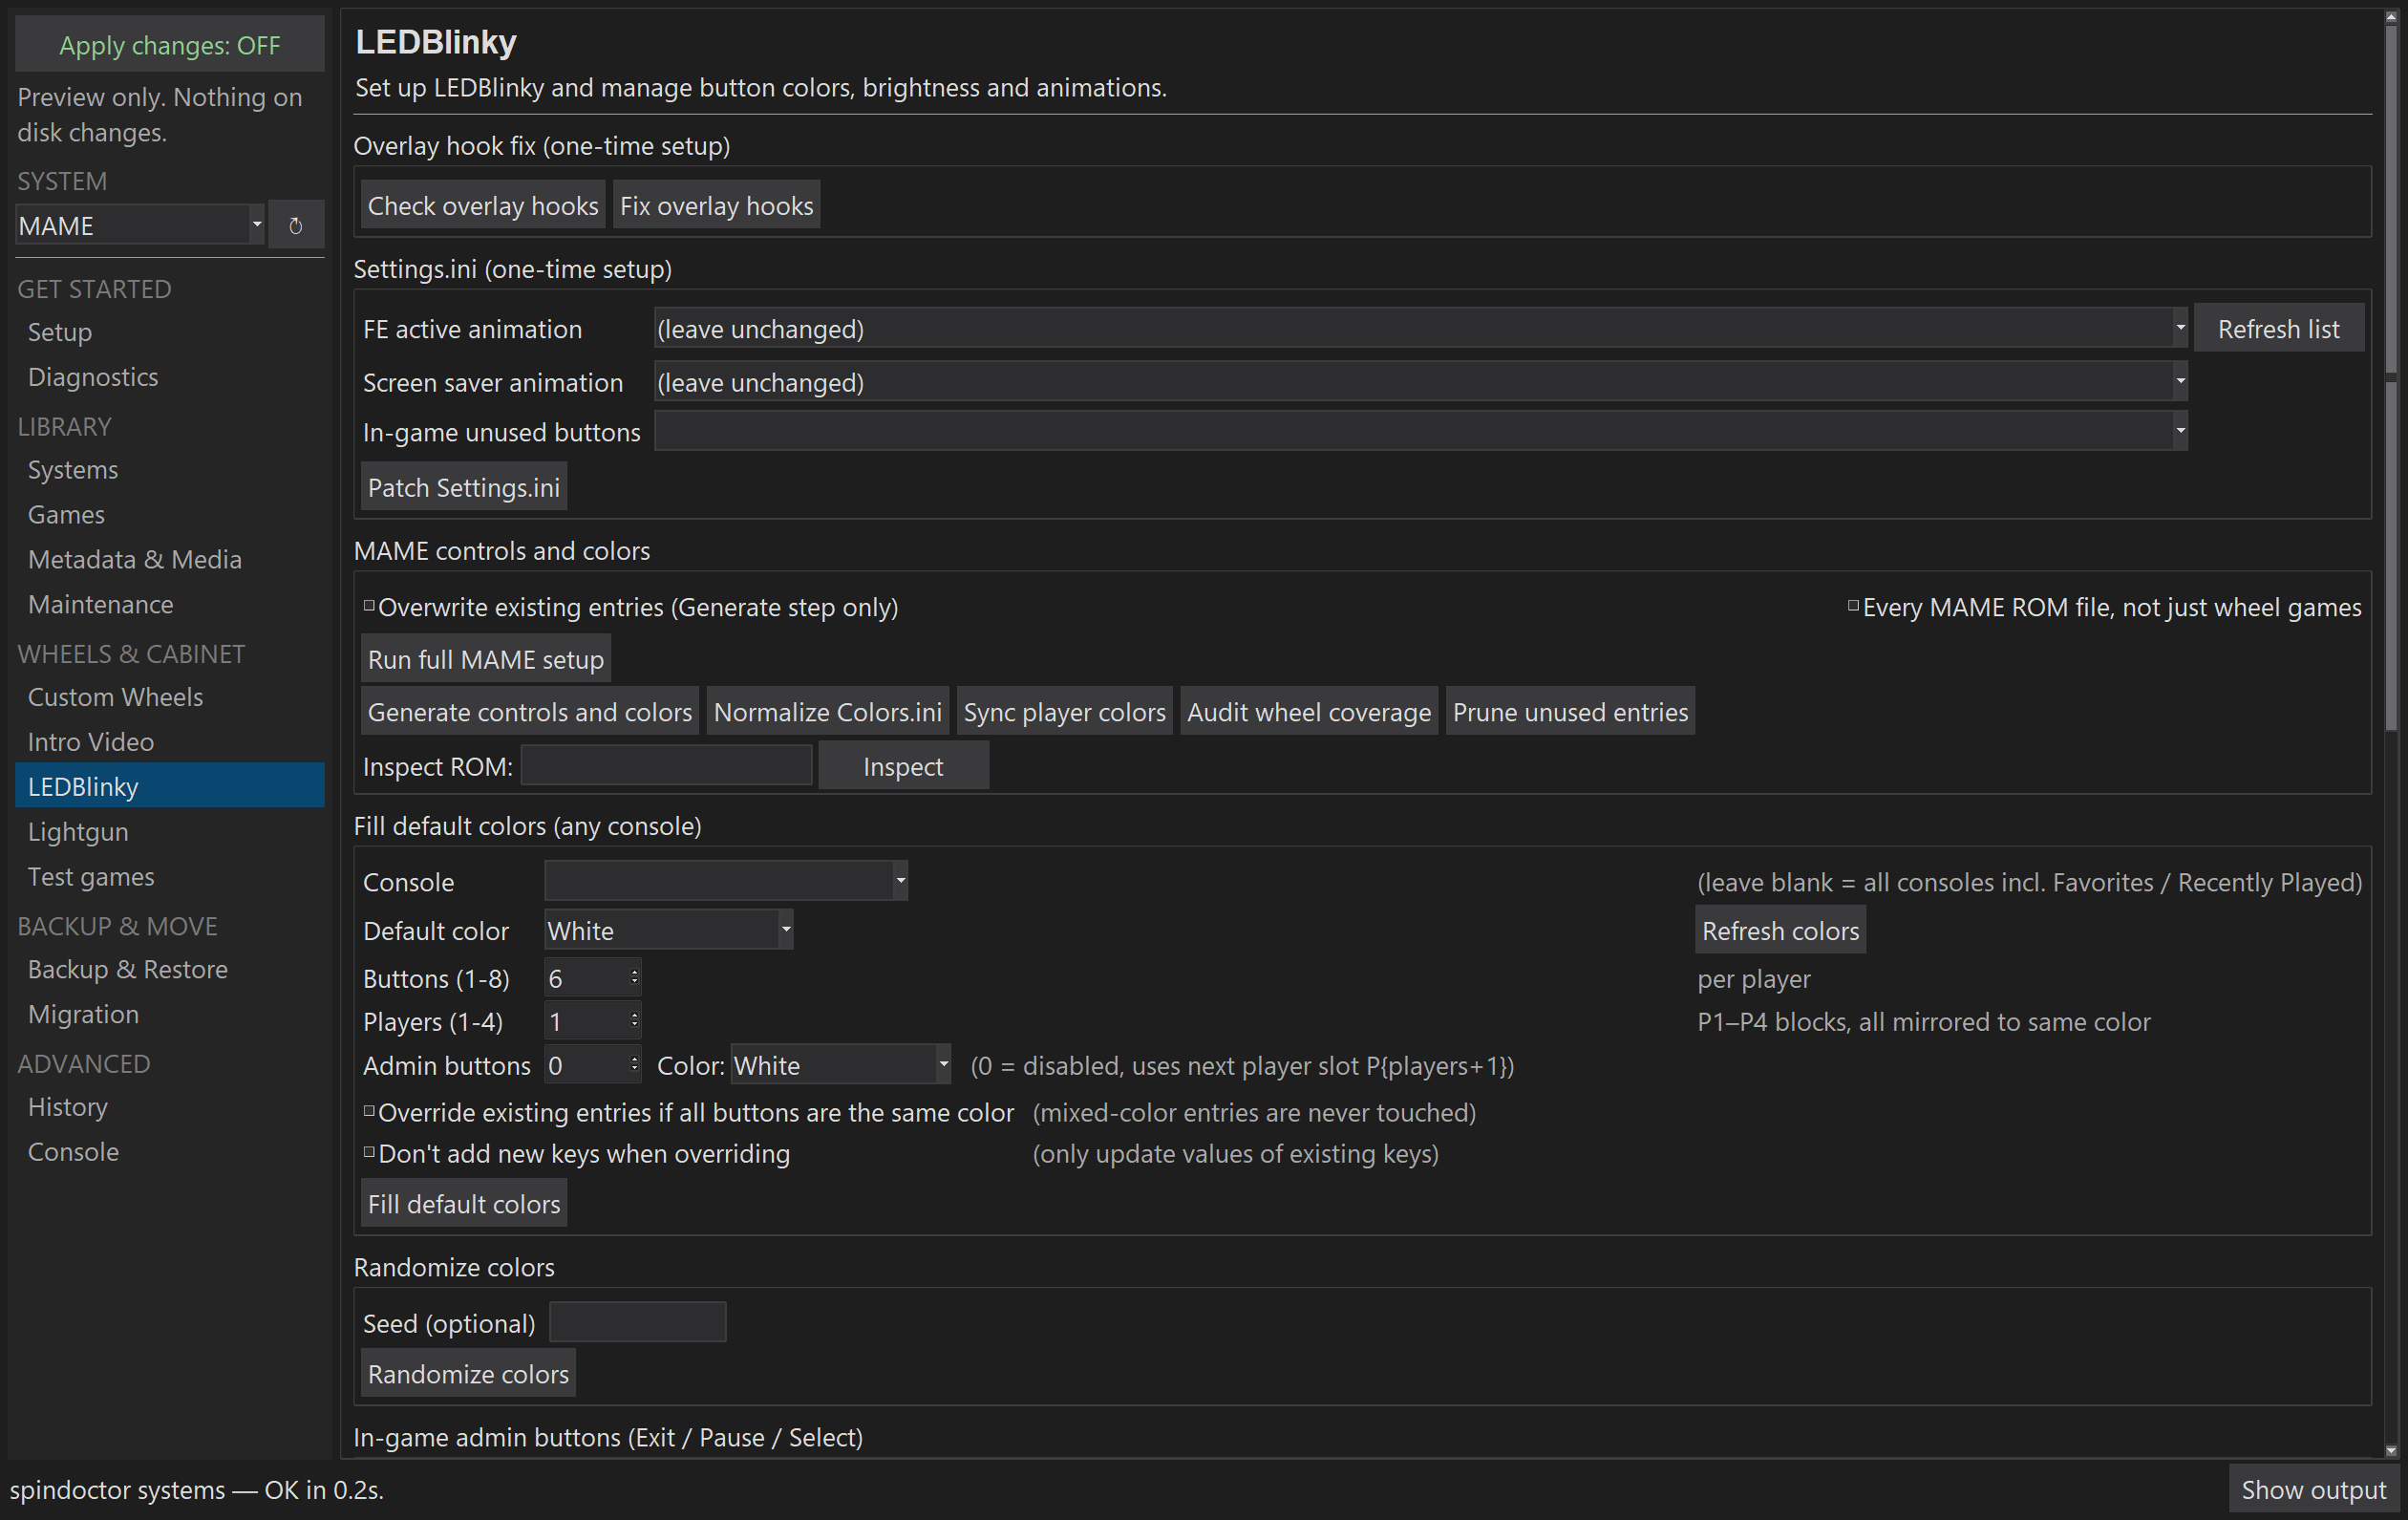 Apply changes: OFF
Preview only. Nothing on
disk changes.
SYSTEM
MAME
GET STARTED
Setup
Diagnostics
LIBRARY
Systems
Games
Metadata & Media
Maintenance
WHEELS & CABINET
Custom Wheels
Intro Video
LEDBlinky
Lightgun
Test games
BACKUP & MOVE
Backup & Restore
Migration
ADVANCED
History
Console
LEDBlinky
Set up LEDBlinky and manage button colors, brightness and animations.
Overlay hook fix (one-time setup)
Check overlay hooks Fix overlay hooks
Settings.ini (one-time setup)
FE active animation (leave unchanged) Refresh list
Screen saver animation (leave unchanged)
In-game unused buttons
Patch Settings.ini
MAME controls and colors
Overwrite existing entries (Generate step only) Every MAME ROM file, not just wheel games
Run full MAME setup
Generate controls and colors Normalize Colors.ini Sync player colors Audit wheel coverage Prune unused entries
Inspect ROM: Inspect
Fill default colors (any console)
Console (leave blank = all consoles incl. Favorites / Recently Played)
Default color White Refresh colors
Buttons (1-8) 6 per player
Players (1-4) 1 P1–P4 blocks, all mirrored to same color
Admin buttons 0 Color: White (0 = disabled, uses next player slot P{players+1})
Override existing entries if all buttons are the same color (mixed-color entries are never touched)
Don't add new keys when overriding (only update values of existing keys)
Fill default colors
Randomize colors
Seed (optional)
Randomize colors
In-game admin buttons (Exit / Pause / Select)
spindoctor systems — OK in 0.2s. Show output